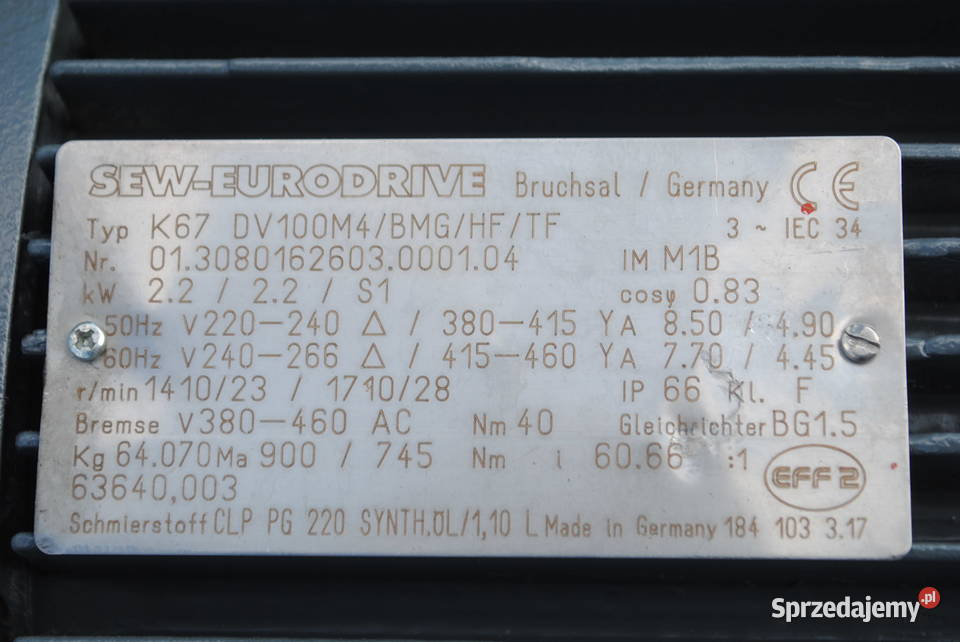 SEW-EURODRIVE Bruchsal / Germany CE
Typ K67 DV100M4/BMG/HF/TF 3 ~ IEC 34
Nr. 01.3080162603.0001.04 IM M1B
kW 2.2 / 2.2 / S1 cosφ 0.83
50Hz V220-240 Δ / 380-415 Y A 8.50 / 4.90
60Hz V240-266 Δ / 415-460 Y A 7.70 / 4.45
r/min 1410/23 / 1710/28 IP 66 Kl. F
Bremse V380-460 AC Nm 40 Gleichrichter BG1.5
Kg 64.070 Ma 900 / 745 Nm i 60.66 :1
63640,003 EFF2
Schmierstoff CLP PG 220 SYNTH.ÖL/1,10 L Made in Germany 184 103 3.17
Sprzedajemy.pl